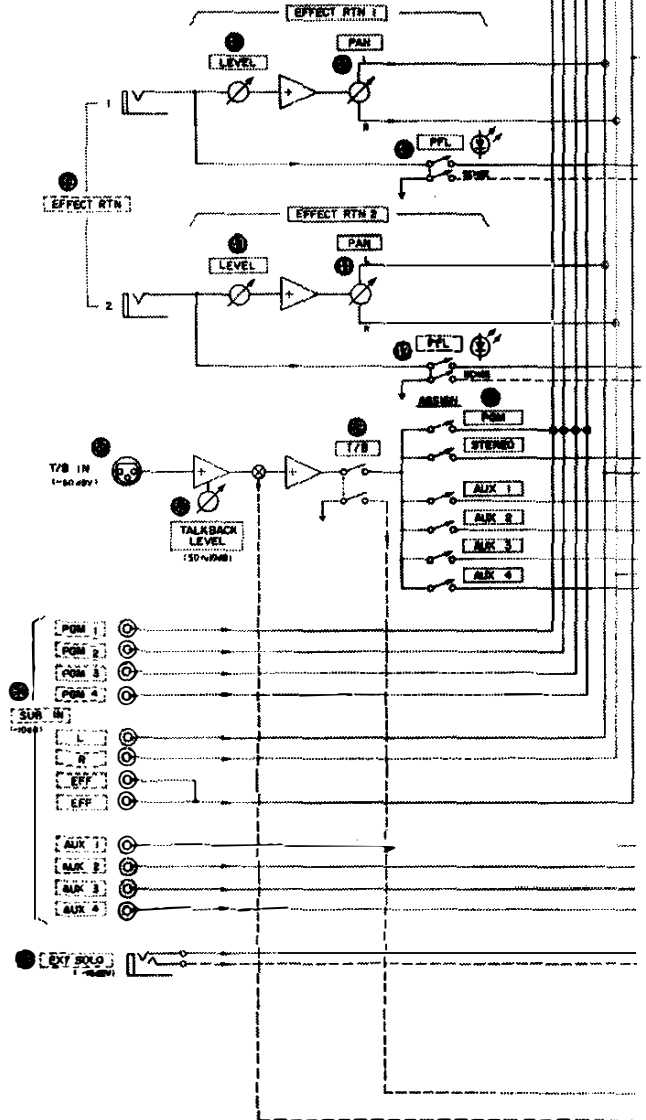 EFFECT RTN 1
PAN
LEVEL
L
1
R
PFL
EFFECT RTN
EFFECT RTN 2
PAN
LEVEL
L
2
R
PFL
ASSIGN
PGM
T/B
STEREO
T/B IN
AUX 1
AUX 2
TALKBACK
LEVEL
AUX 3
AUX 4
PGM 1
PGM 2
PGM 3
PGM 4
SUB IN
L
R
EFF
EFF
AUX 1
AUX 2
AUX 3
AUX 4
EXT SOLO